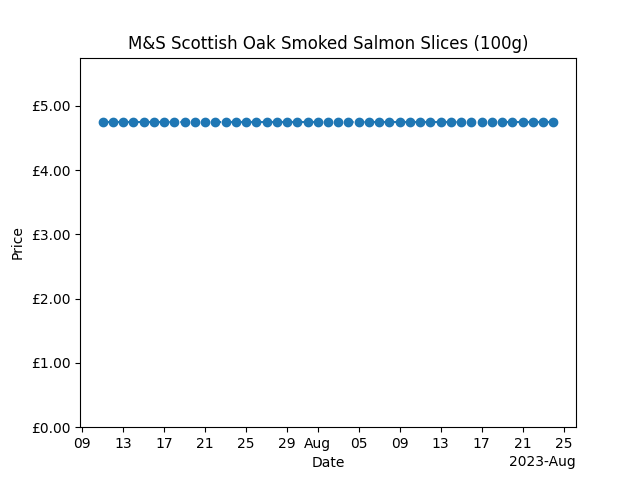 M&S Scottish Oak Smoked Salmon Slices (100g)
£5.00
£4.00
£3.00
£2.00
£1.00
£0.00
Price
09 13 17 21 25 29 Aug 05 09 13 17 21 25
Date
2023-Aug